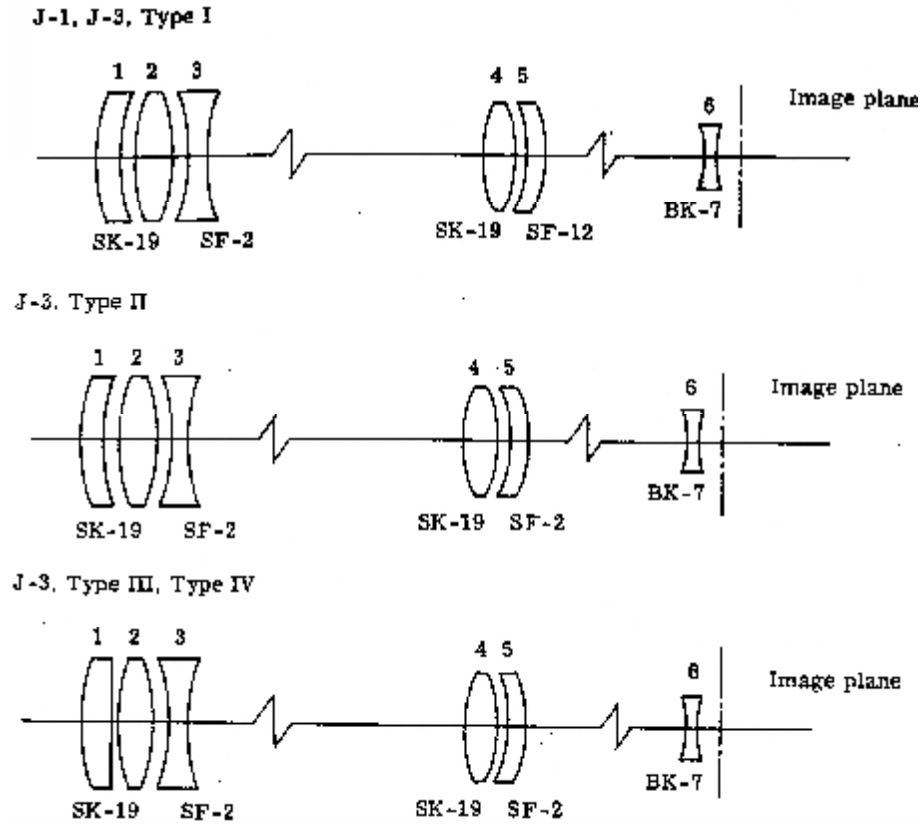 J-1, J-3, Type I
1 2 3 4 5 6 Image plane
SK-19 SF-2 SK-19 SF-12 BK-7
J-3, Type II
1 2 3 4 5 6 Image plane
SK-19 SF-2 SK-19 SF-2 BK-7
J-3, Type III, Type IV
1 2 3 4 5 6 Image plane
SK-19 SF-2 SK-19 SF-2 BK-7